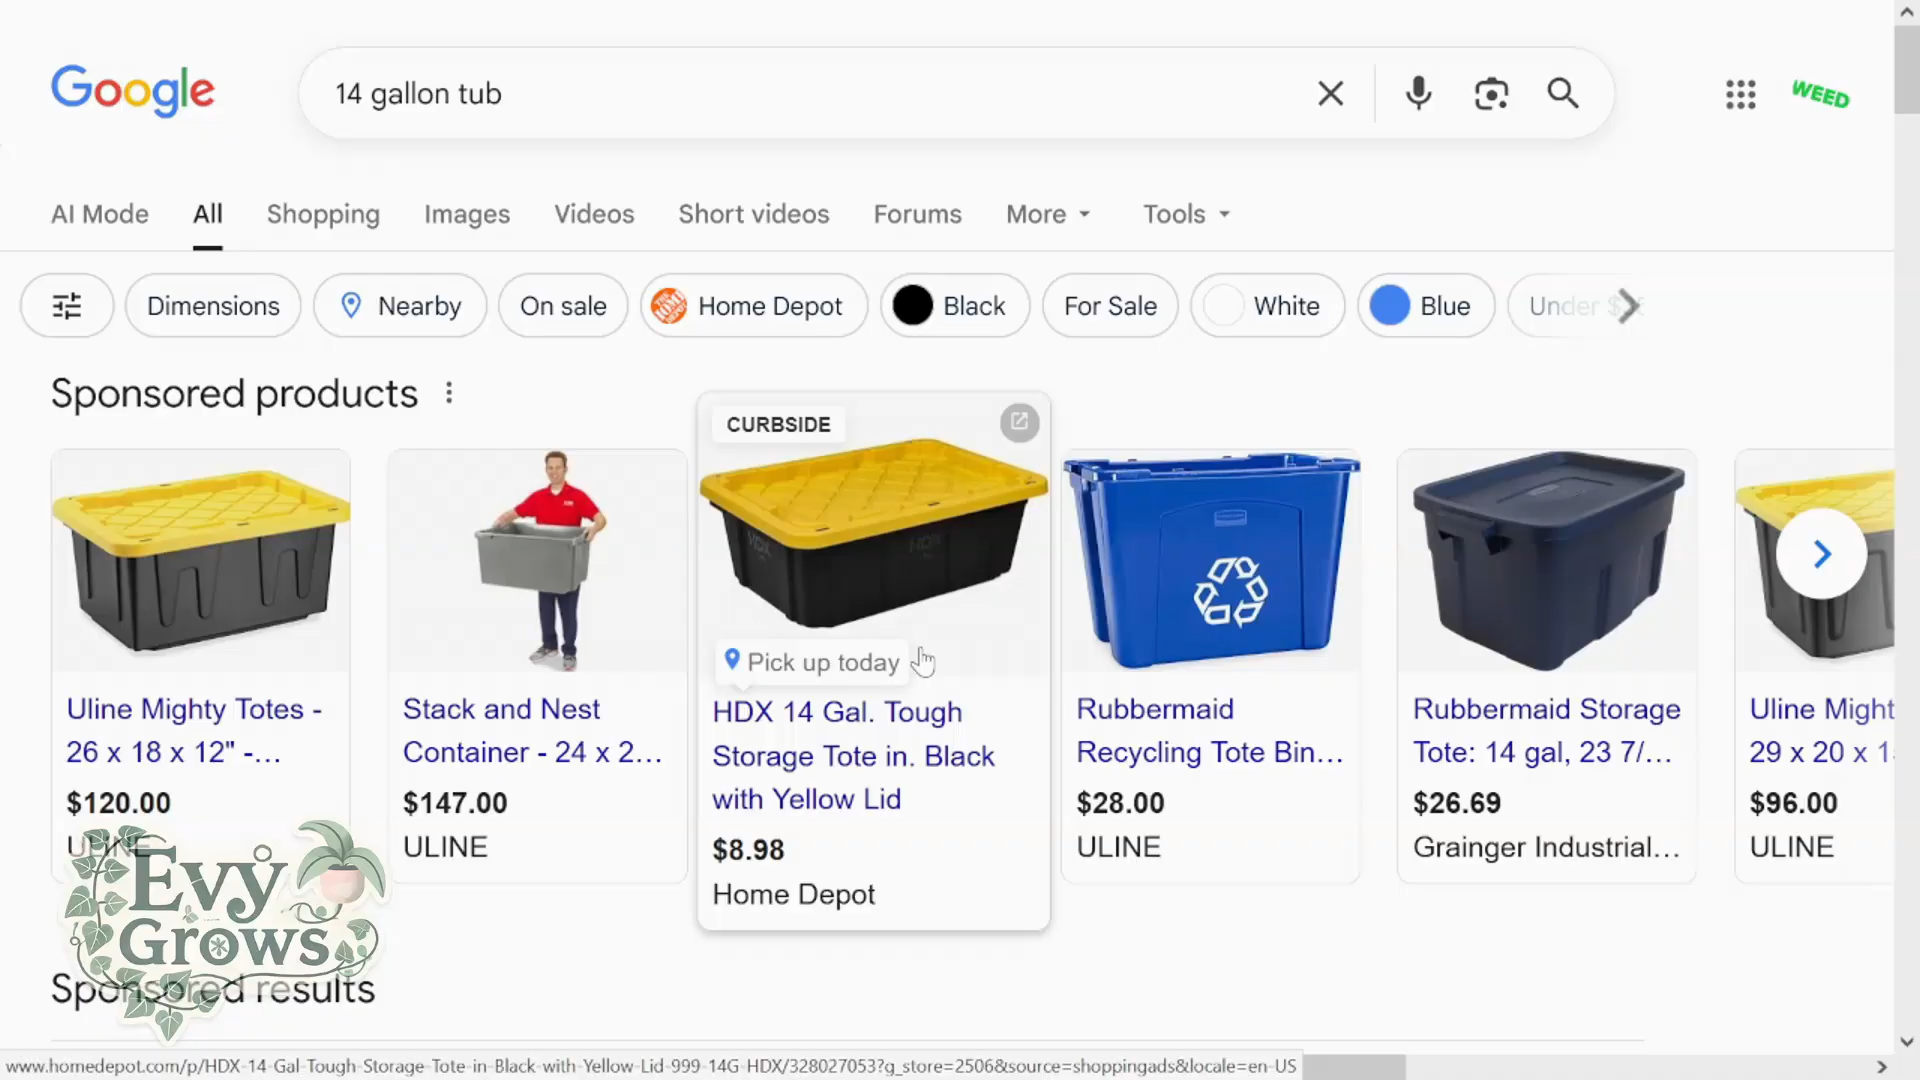 Google
14 gallon tub
WEED
AI Mode
All
Shopping
Images
Videos
Short videos
Forums
More
Tools
Dimensions
Nearby
On sale
Home Depot
Black
For Sale
White
Blue
Under
Sponsored products
CURBSIDE
Pick up today
Uline Mighty Totes -
26 x 18 x 12" -...
$120.00
ULINE
Stack and Nest
Container - 24 x 2...
$147.00
ULINE
HDX 14 Gal. Tough
Storage Tote in. Black
with Yellow Lid
$8.98
Home Depot
Rubbermaid
Recycling Tote Bin...
$28.00
ULINE
Rubbermaid Storage
Tote: 14 gal, 23 7/...
$26.69
Grainger Industrial...
Uline Might
29 x 20 x 1
$96.00
ULINE
Evy
Grows
Sponsored results
www.homedepot.com/p/HDX-14-Gal-Tough-Storage-Tote-in-Black-with-Yellow-Lid-999-14G-HDX/328027053?g_store=2506&source=shoppingads&locale=en-US